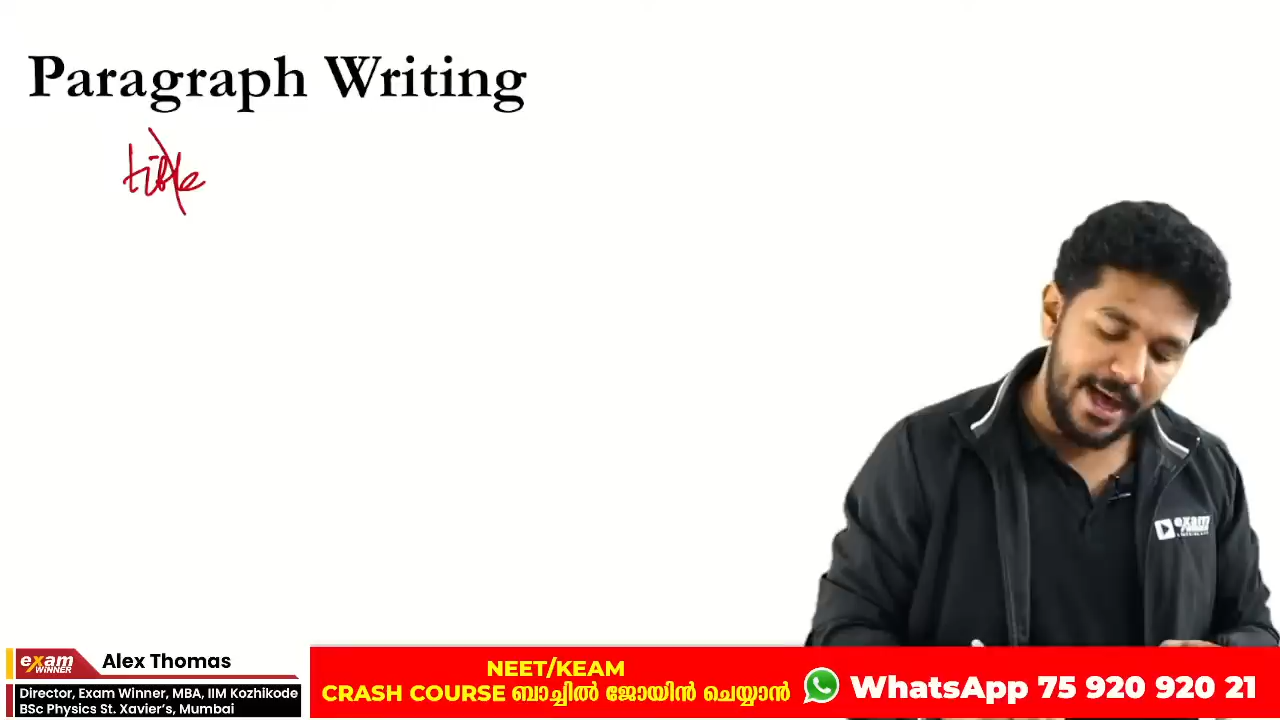 Paragraph Writing
title
exam
exam
WINNER
Alex Thomas
Director, Exam Winner, MBA, IIM Kozhikode
BSc Physics St. Xavier's, Mumbai
NEET/KEAM
CRASH COURSE ബാച്ചിൽ ജോയിൻ ചെയ്യാൻ
WhatsApp 75 920 920 21